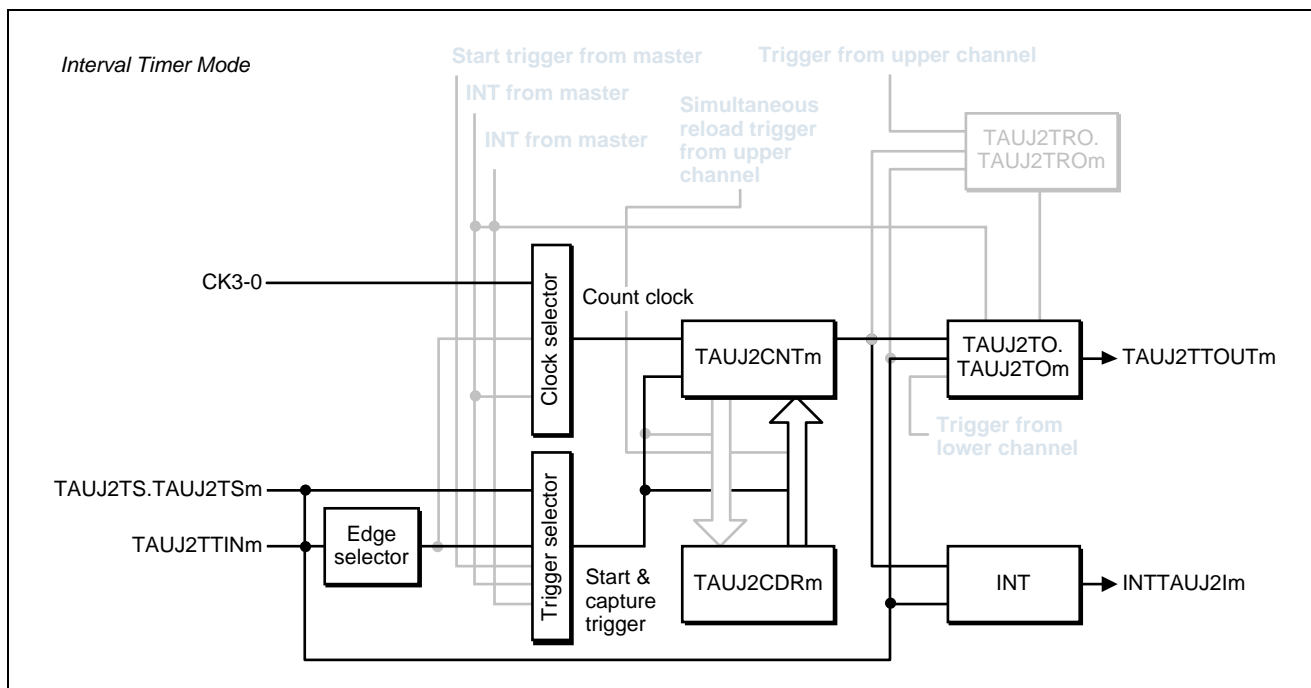 Interval Timer Mode
Start trigger from master
INT from master
INT from master
Simultaneous
reload trigger
from upper
channel
Trigger from upper channel
TAUJ2TRO.
TAUJ2TROm
CK3-0
Clock selector
Count clock
TAUJ2CNTm
TAUJ2TO.
TAUJ2TOm
TAUJ2TTOUTm
Trigger from
lower channel
TAUJ2TS.TAUJ2TSm
TAUJ2TTINm
Edge
selector
Trigger selector
Start &
capture
trigger
TAUJ2CDRm
INT
INTTAUJ2Im